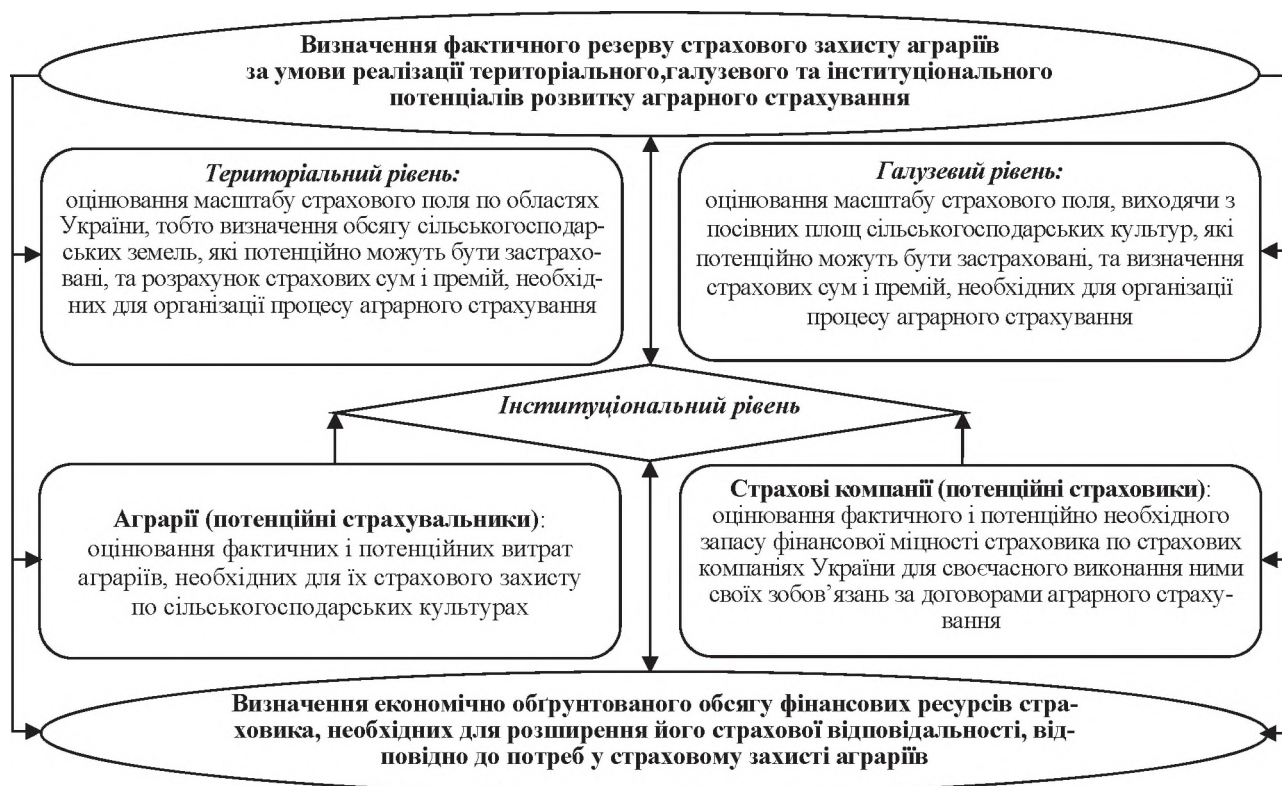 Визначення фактичного резерву страхового захисту аграріїв
за умови реалізації територіального,галузевого та інституціонального
потенціалів розвитку аграрного страхування
Територіальний рівень:
оцінювання масштабу страхового поля по областях
України, тобто визначення обсягу сільськогосподар-
ських земель, які потенційно можуть бути застрахо-
вані, та розрахунок страхових сум і премій, необхід-
них для організації процесу аграрного страхування
Галузевий рівень:
оцінювання масштабу страхового поля, виходячи з
посівних площ сільськогосподарських культур, які
потенційно можуть бути застраховані, та визначення
страхових сум і премій, необхідних для організації
процесу аграрного страхування
Інституціональний рівень
Аграрії (потенційні страхувальники):
оцінювання фактичних і потенційних витрат
аграріїв, необхідних для їх страхового захисту
по сільськогосподарських культурах
Страхові компанії (потенційні страховики):
оцінювання фактичного і потенційно необхідного
запасу фінансової міцності страховика по страхових
компаніях України для своєчасного виконання ними
своїх зобов’язань за договорами аграрного страху-
вання
Визначення економічно обґрунтованого обсягу фінансових ресурсів стра-
ховика, необхідних для розширення його страхової відповідальності, від-
повідно до потреб у страховому захисті аграріїв